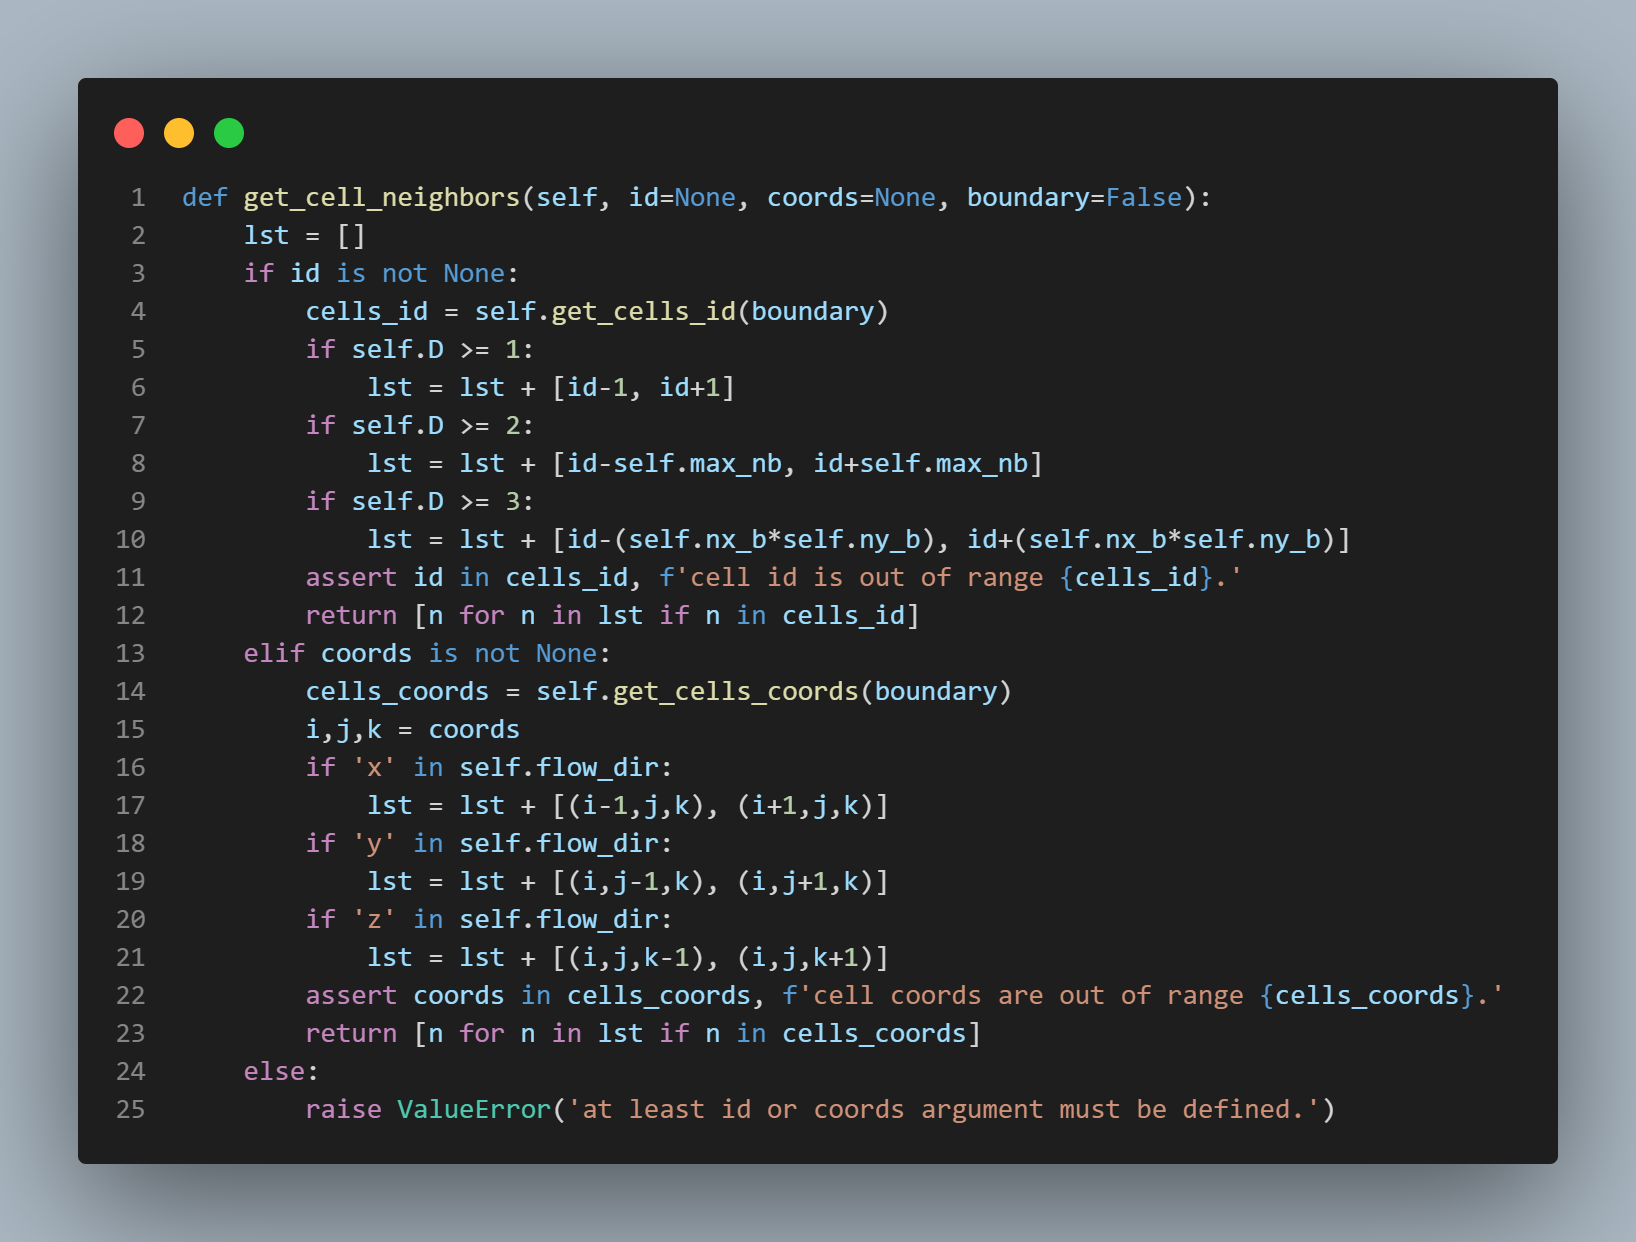 1 def get_cell_neighbors(self, id=None, coords=None, boundary=False):
2     lst = []
3     if id is not None:
4         cells_id = self.get_cells_id(boundary)
5         if self.D >= 1:
6             lst = lst + [id-1, id+1]
7         if self.D >= 2:
8             lst = lst + [id-self.max_nb, id+self.max_nb]
9         if self.D >= 3:
10             lst = lst + [id-(self.nx_b*self.ny_b), id+(self.nx_b*self.ny_b)]
11         assert id in cells_id, f'cell id is out of range {cells_id}.'
12         return [n for n in lst if n in cells_id]
13     elif coords is not None:
14         cells_coords = self.get_cells_coords(boundary)
15         i,j,k = coords
16         if 'x' in self.flow_dir:
17             lst = lst + [(i-1,j,k), (i+1,j,k)]
18         if 'y' in self.flow_dir:
19             lst = lst + [(i,j-1,k), (i,j+1,k)]
20         if 'z' in self.flow_dir:
21             lst = lst + [(i,j,k-1), (i,j,k+1)]
22         assert coords in cells_coords, f'cell coords are out of range {cells_coords}.'
23         return [n for n in lst if n in cells_coords]
24     else:
25         raise ValueError('at least id or coords argument must be defined.')